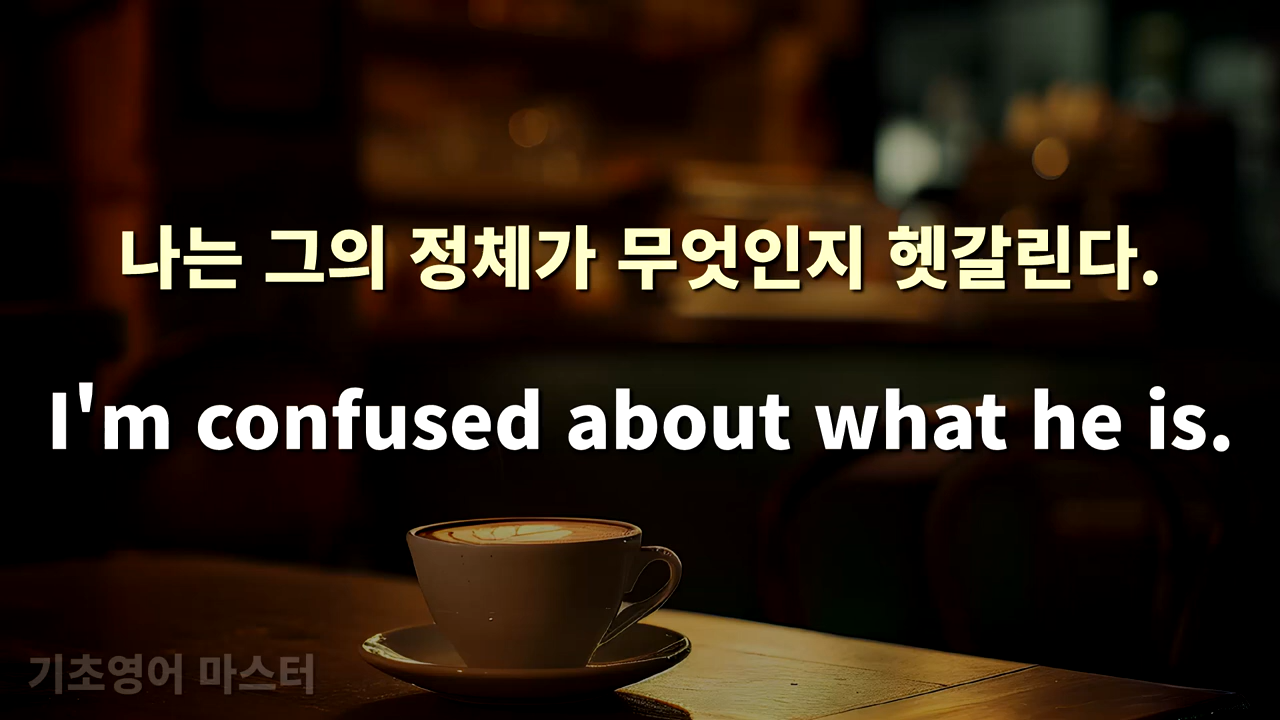 나는 그의 정체가 무엇인지 헷갈린다.
I'm confused about what he is.
기초영어 마스터